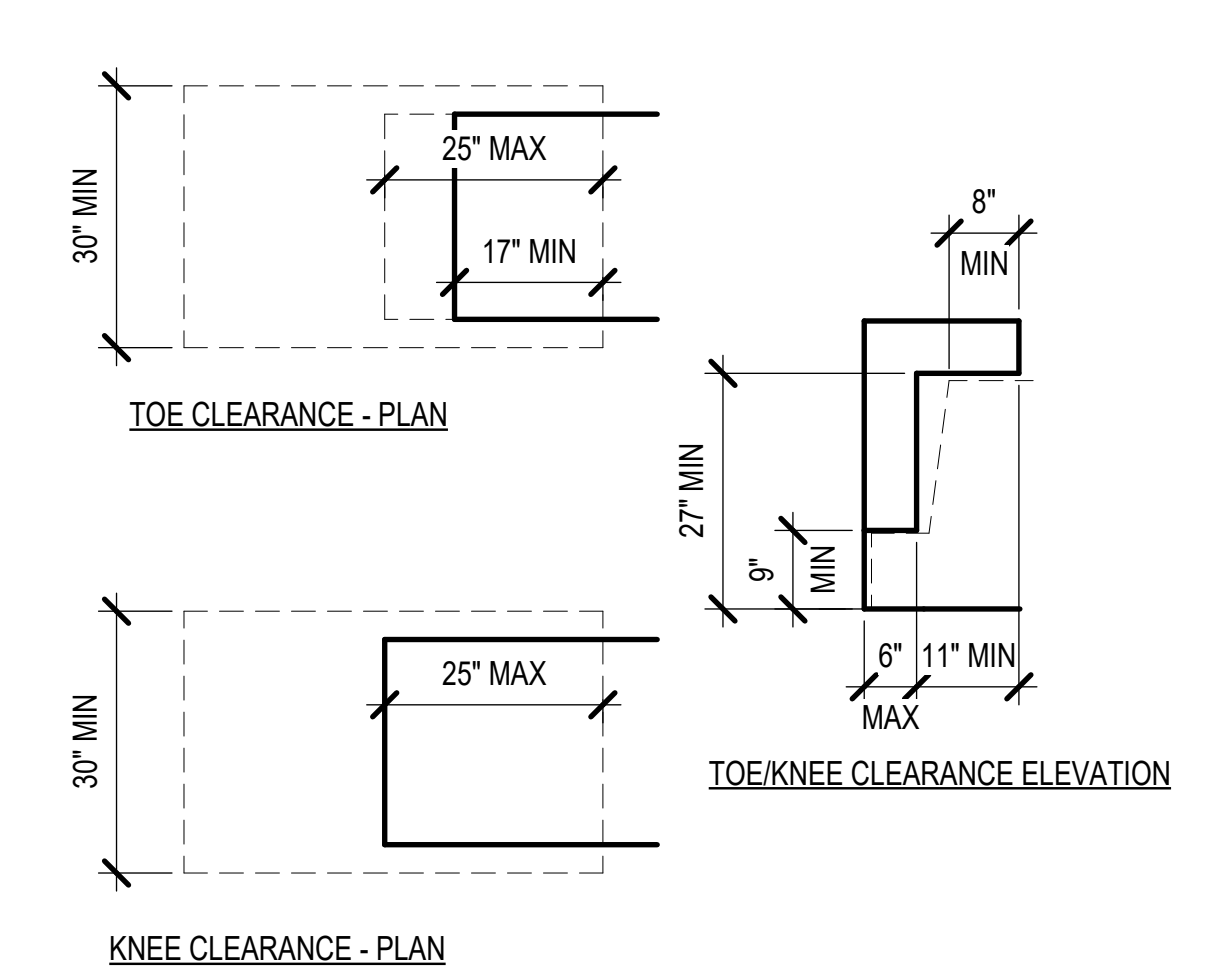 30" MIN
25" MAX
17" MIN
TOE CLEARANCE - PLAN
30" MIN
25" MAX
KNEE CLEARANCE - PLAN
8"
MIN
27" MIN
9"
MIN
6"
11" MIN
MAX
TOE/KNEE CLEARANCE ELEVATION